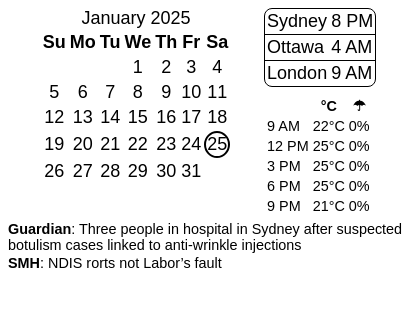 January 2025
Su Mo Tu We Th Fr Sa
1 2 3 4
5 6 7 8 9 10 11
12 13 14 15 16 17 18
19 20 21 22 23 24 25
26 27 28 29 30 31
Sydney 8 PM
Ottawa 4 AM
London 9 AM
°C ☂
9 AM 22°C 0%
12 PM 25°C 0%
3 PM 25°C 0%
6 PM 25°C 0%
9 PM 21°C 0%
Guardian: Three people in hospital in Sydney after suspected
botulism cases linked to anti-wrinkle injections
SMH: NDIS rorts not Labor’s fault